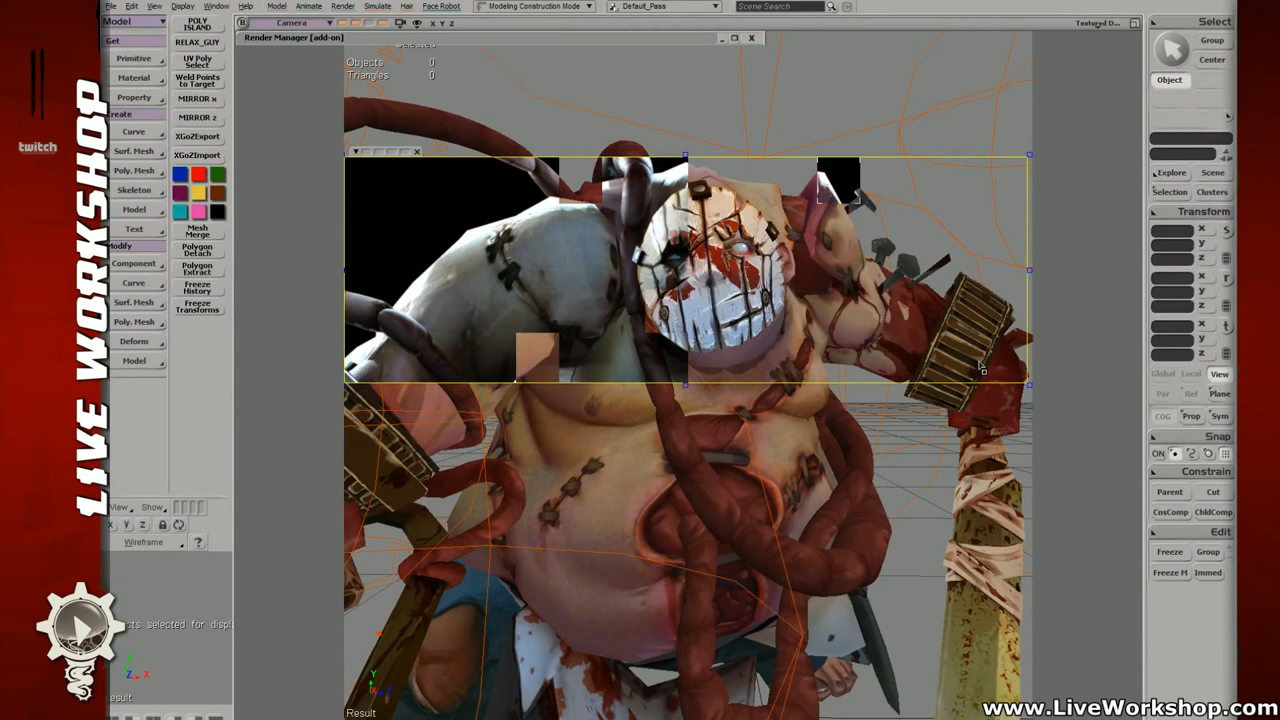 File Edit View Display Window Help
Model Animate Render Simulate Hair Face Robot
Modeling Construction Mode
Default_Pass
Scene Search
Model
Get
Primitive
Material
Property
Create
Curve
Surf. Mesh
Poly. Mesh
Skeleton
Model
Text
Modify
Component
Curve
Surf. Mesh
Poly. Mesh
Deform
Model
View Show
x y z
Wireframe
?
POLY ISLAND
RELAX_GUY
UV Poly Select
Weld Points to Target
MIRROR x
MIRROR z
XGoZExport
XGoZImport
Mesh Merge
Polygon Detach
Polygon Extract
Freeze History
Freeze Transforms
B
Camera
X Y Z
Textured D...
Render Manager [add-on]
Selected
Objects 0
Triangles 0
Select
Group
Center
Object
Explore Scene
Selection Clusters
Transform
x s
y
z
x r
y
z
x t
y
z
Global Local View
Par Ref Plane
COG Prop Sym
Snap
ON
Constrain
Parent Cut
CnsComp ChldComp
Edit
Freeze Group
Freeze M Immed
twitch
LIVE WORKSHOP
Result
www.LiveWorkshop.com